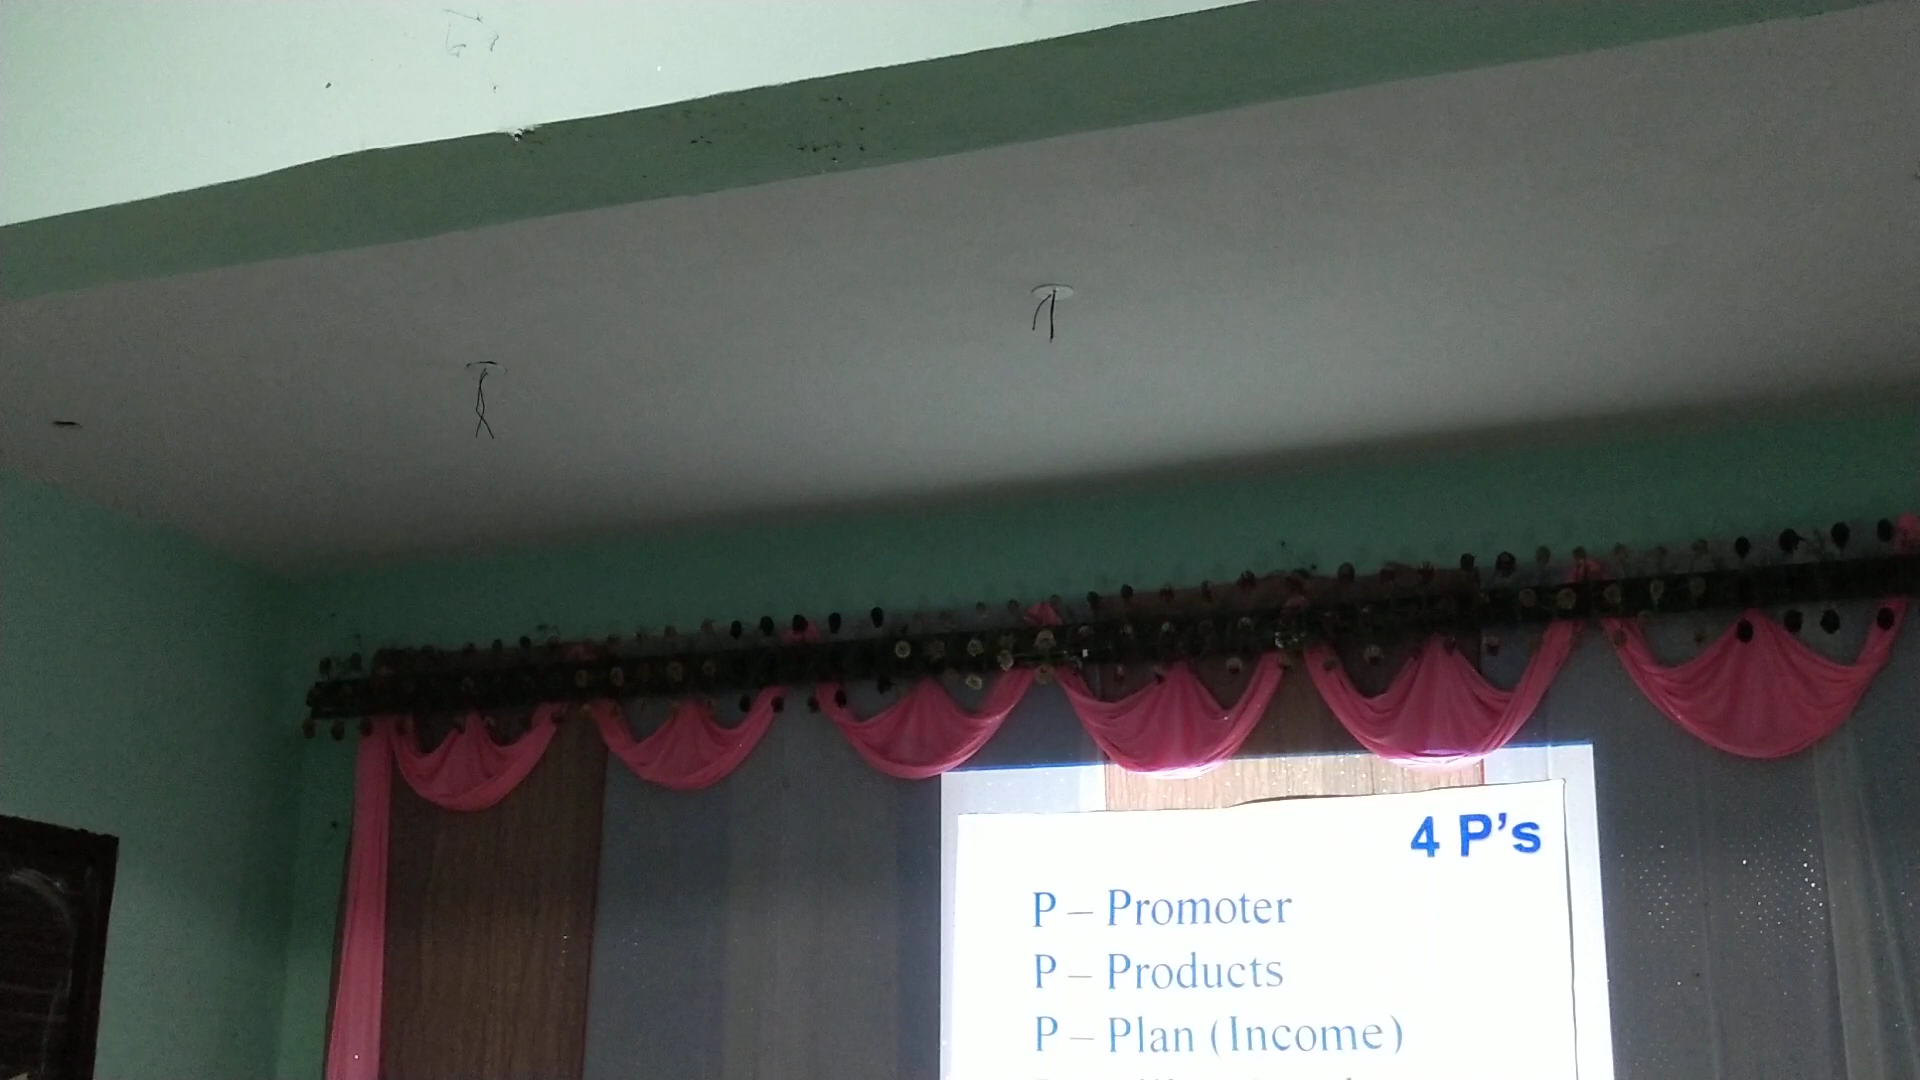 4 P's
P – Promoter
P – Products
P – Plan (Income)